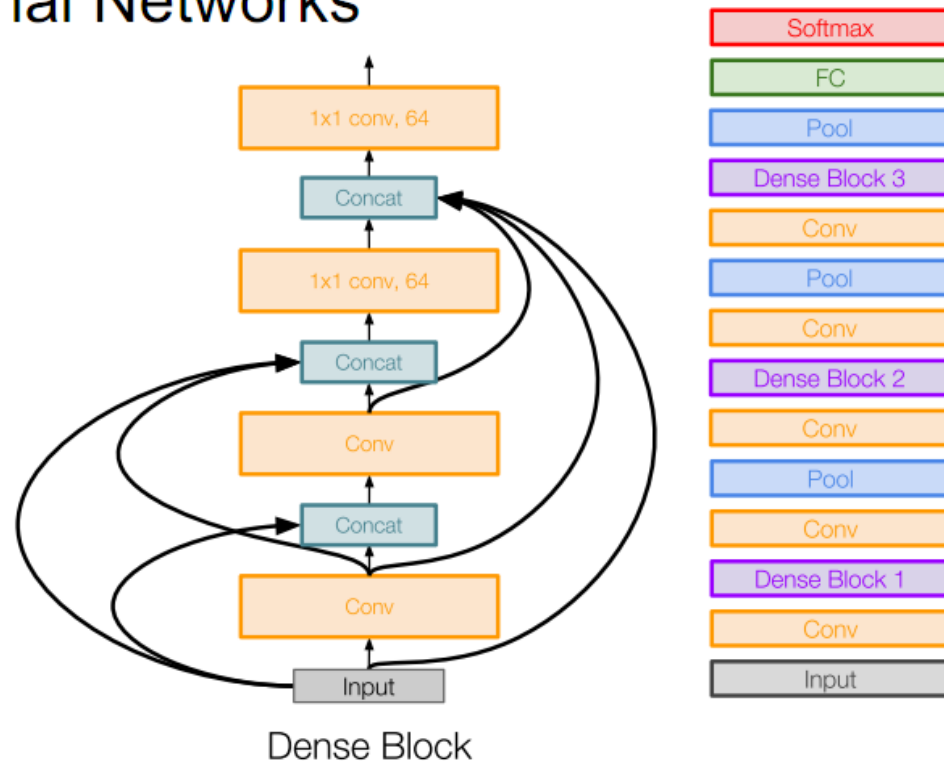 Networks
1x1 conv, 64
Concat
1x1 conv, 64
Concat
Conv
Concat
Conv
Input
Dense Block
Softmax
FC
Pool
Dense Block 3
Conv
Pool
Conv
Dense Block 2
Conv
Pool
Conv
Dense Block 1
Conv
Input